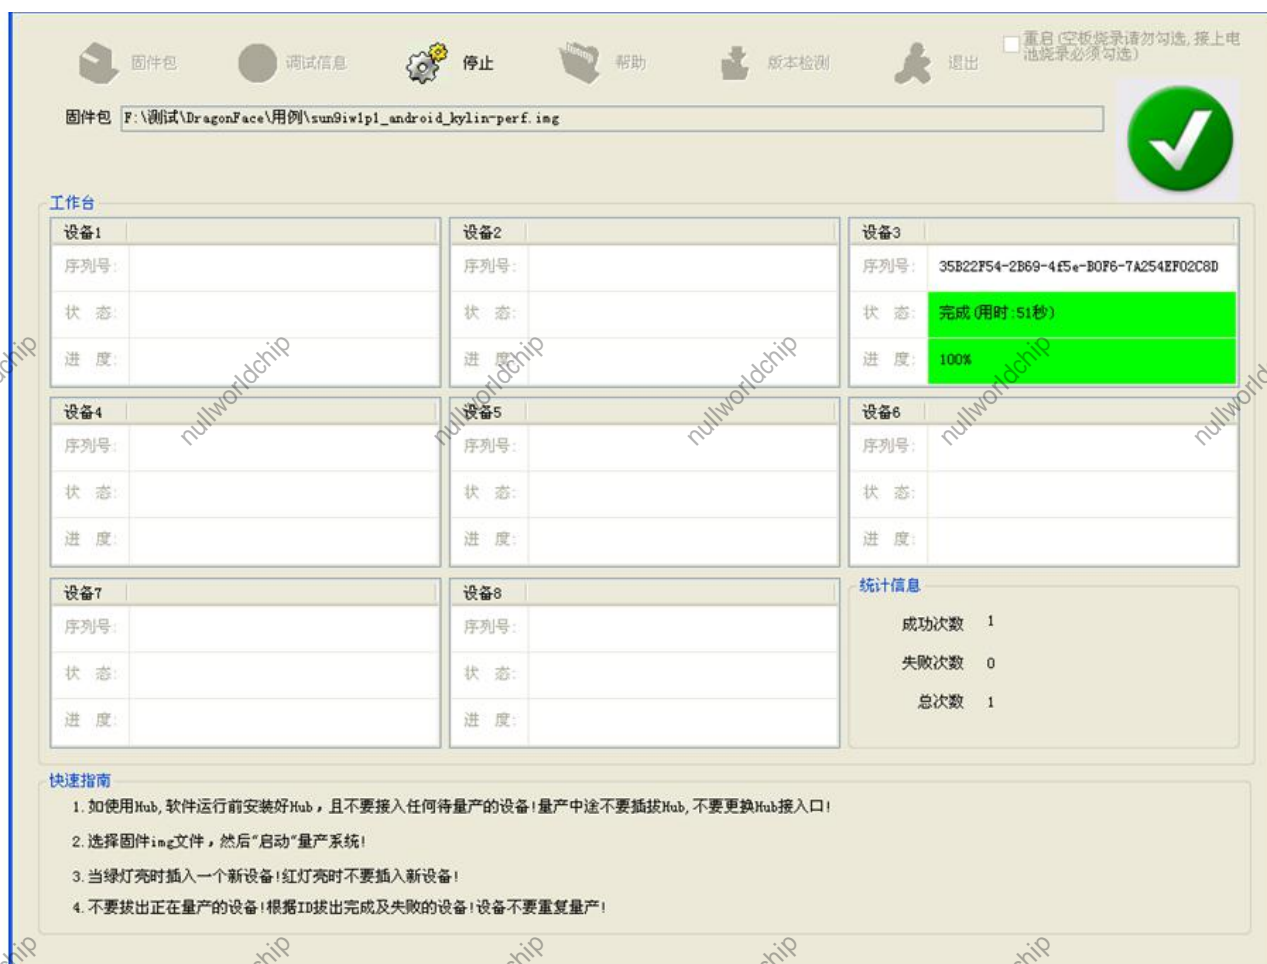 固件包 调试信息 停止 帮助 版本检测 退出 重启(空板烧录请勿勾选,接上电
池烧录必须勾选)
固件包 F:\测试\DragonFace\用例\sun9iw1p1_android_kylin-perf.img
工作台
设备1
序列号:
状 态:
进 度:
设备2
序列号:
状 态:
进 度:
设备3
序列号: 35B22F54-2B69-4f5e-B0F6-7A254EF02C8D
状 态: 完成(用时:51秒)
进 度: 100%
设备4
序列号:
状 态:
进 度:
设备5
序列号:
状 态:
进 度:
设备6
序列号:
状 态:
进 度:
设备7
序列号:
状 态:
进 度:
设备8
序列号:
状 态:
进 度:
统计信息
成功次数 1
失败次数 0
总次数 1
快速指南
1.如使用Hub,软件运行前安装好Hub,且不要接入任何待量产的设备!量产中途不要插拔Hub,不要更换Hub接入口!
2.选择固件img文件,然后"启动"量产系统!
3.当绿灯亮时插入一个新设备!红灯亮时不要插入新设备!
4.不要拔出正在量产的设备!根据ID拔出完成及失败的设备!设备不要重复量产!
nullworldchip
nullworldchip
nullworldchip
nullworldchip